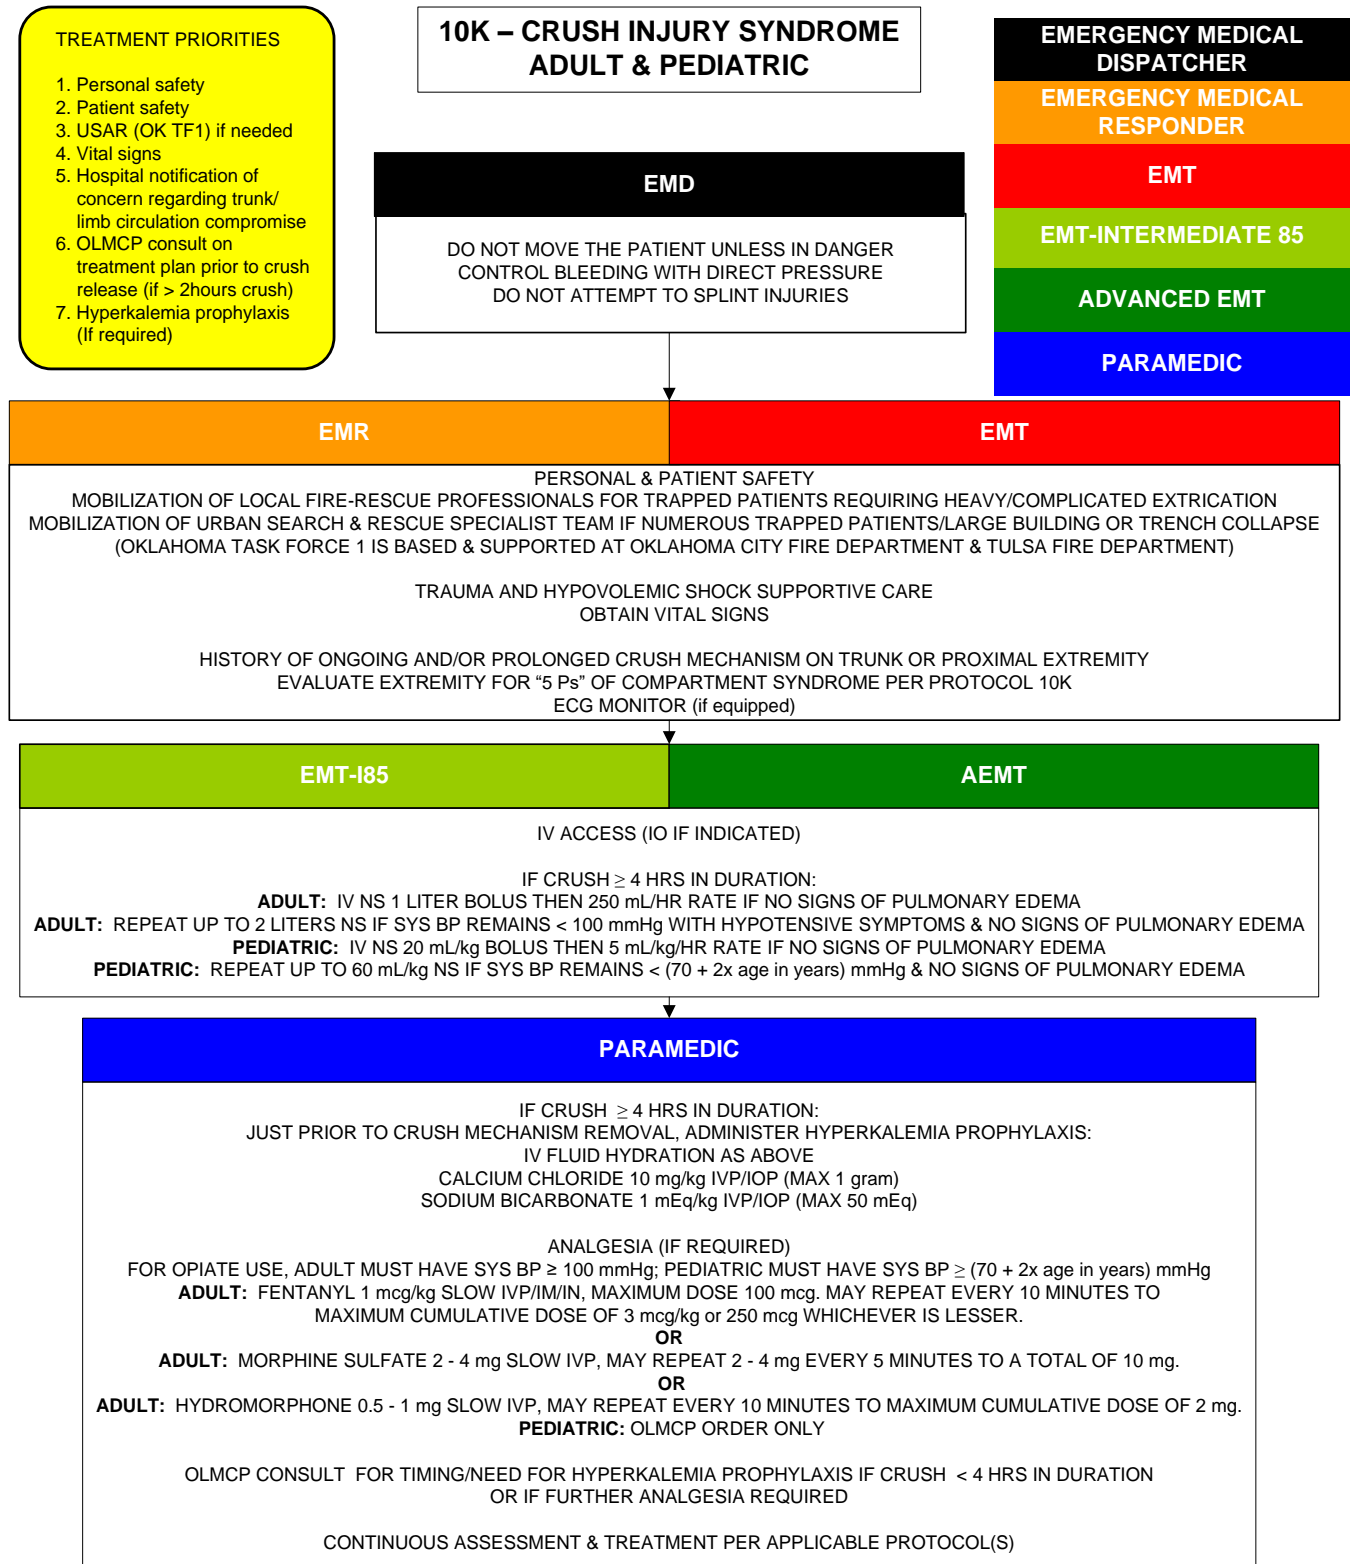 TREATMENT PRIORITIES
1. Personal safety
2. Patient safety
3. USAR (OK TF1) if needed
4. Vital signs
5. Hospital notification of
concern regarding trunk/
limb circulation compromise
6. OLMCP consult on
treatment plan prior to crush
release (if > 2hours crush)
7. Hyperkalemia prophylaxis
(If required)
10K – CRUSH INJURY SYNDROME
ADULT & PEDIATRIC
EMERGENCY MEDICAL
DISPATCHER
EMERGENCY MEDICAL
RESPONDER
EMT
EMT-INTERMEDIATE 85
ADVANCED EMT
PARAMEDIC
EMD
DO NOT MOVE THE PATIENT UNLESS IN DANGER
CONTROL BLEEDING WITH DIRECT PRESSURE
DO NOT ATTEMPT TO SPLINT INJURIES
EMR
EMT
PERSONAL & PATIENT SAFETY
MOBILIZATION OF LOCAL FIRE-RESCUE PROFESSIONALS FOR TRAPPED PATIENTS REQUIRING HEAVY/COMPLICATED EXTRICATION
MOBILIZATION OF URBAN SEARCH & RESCUE SPECIALIST TEAM IF NUMEROUS TRAPPED PATIENTS/LARGE BUILDING OR TRENCH COLLAPSE
(OKLAHOMA TASK FORCE 1 IS BASED & SUPPORTED AT OKLAHOMA CITY FIRE DEPARTMENT & TULSA FIRE DEPARTMENT)
TRAUMA AND HYPOVOLEMIC SHOCK SUPPORTIVE CARE
OBTAIN VITAL SIGNS
HISTORY OF ONGOING AND/OR PROLONGED CRUSH MECHANISM ON TRUNK OR PROXIMAL EXTREMITY
EVALUATE EXTREMITY FOR “5 Ps” OF COMPARTMENT SYNDROME PER PROTOCOL 10K
ECG MONITOR (if equipped)
EMT-I85
AEMT
IV ACCESS (IO IF INDICATED)
IF CRUSH ≥ 4 HRS IN DURATION:
ADULT: IV NS 1 LITER BOLUS THEN 250 mL/HR RATE IF NO SIGNS OF PULMONARY EDEMA
ADULT: REPEAT UP TO 2 LITERS NS IF SYS BP REMAINS < 100 mmHg WITH HYPOTENSIVE SYMPTOMS & NO SIGNS OF PULMONARY EDEMA
PEDIATRIC: IV NS 20 mL/kg BOLUS THEN 5 mL/kg/HR RATE IF NO SIGNS OF PULMONARY EDEMA
PEDIATRIC: REPEAT UP TO 60 mL/kg NS IF SYS BP REMAINS < (70 + 2x age in years) mmHg & NO SIGNS OF PULMONARY EDEMA
PARAMEDIC
IF CRUSH ≥ 4 HRS IN DURATION:
JUST PRIOR TO CRUSH MECHANISM REMOVAL, ADMINISTER HYPERKALEMIA PROPHYLAXIS:
IV FLUID HYDRATION AS ABOVE
CALCIUM CHLORIDE 10 mg/kg IVP/IOP (MAX 1 gram)
SODIUM BICARBONATE 1 mEq/kg IVP/IOP (MAX 50 mEq)
ANALGESIA (IF REQUIRED)
FOR OPIATE USE, ADULT MUST HAVE SYS BP ≥ 100 mmHg; PEDIATRIC MUST HAVE SYS BP ≥ (70 + 2x age in years) mmHg
ADULT: FENTANYL 1 mcg/kg SLOW IVP/IM/IN, MAXIMUM DOSE 100 mcg. MAY REPEAT EVERY 10 MINUTES TO
MAXIMUM CUMULATIVE DOSE OF 3 mcg/kg or 250 mcg WHICHEVER IS LESSER.
OR
ADULT: MORPHINE SULFATE 2 - 4 mg SLOW IVP, MAY REPEAT 2 - 4 mg EVERY 5 MINUTES TO A TOTAL OF 10 mg.
OR
ADULT: HYDROMORPHONE 0.5 - 1 mg SLOW IVP, MAY REPEAT EVERY 10 MINUTES TO MAXIMUM CUMULATIVE DOSE OF 2 mg.
PEDIATRIC: OLMCP ORDER ONLY
OLMCP CONSULT FOR TIMING/NEED FOR HYPERKALEMIA PROPHYLAXIS IF CRUSH < 4 HRS IN DURATION
OR IF FURTHER ANALGESIA REQUIRED
CONTINUOUS ASSESSMENT & TREATMENT PER APPLICABLE PROTOCOL(S)